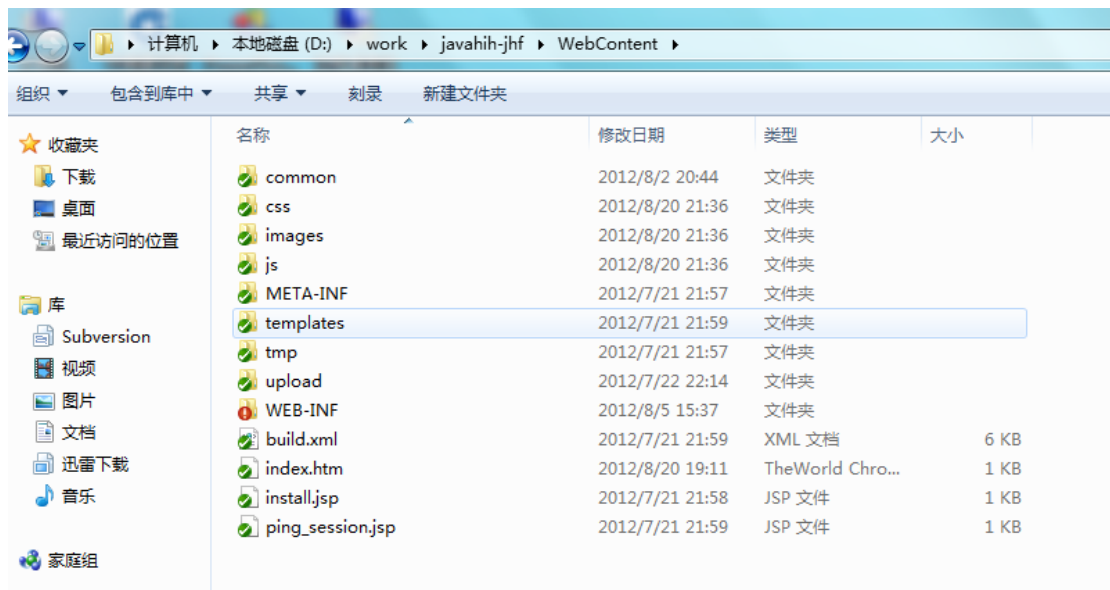 计算机 本地磁盘 (D:) work javahih-jhf WebContent
组织 包含到库中 共享 刻录 新建文件夹
收藏夹
下载
桌面
最近访问的位置
库
Subversion
视频
图片
文档
迅雷下载
音乐
家庭组
名称 修改日期 类型 大小
common 2012/8/2 20:44 文件夹
css 2012/8/20 21:36 文件夹
images 2012/8/20 21:36 文件夹
js 2012/8/20 21:36 文件夹
META-INF 2012/7/21 21:57 文件夹
templates 2012/7/21 21:59 文件夹
tmp 2012/7/21 21:57 文件夹
upload 2012/7/22 22:14 文件夹
WEB-INF 2012/8/5 15:37 文件夹
build.xml 2012/7/21 21:59 XML 文档 6 KB
index.htm 2012/8/20 19:11 TheWorld Chro... 1 KB
install.jsp 2012/7/21 21:58 JSP 文件 1 KB
ping_session.jsp 2012/7/21 21:59 JSP 文件 1 KB